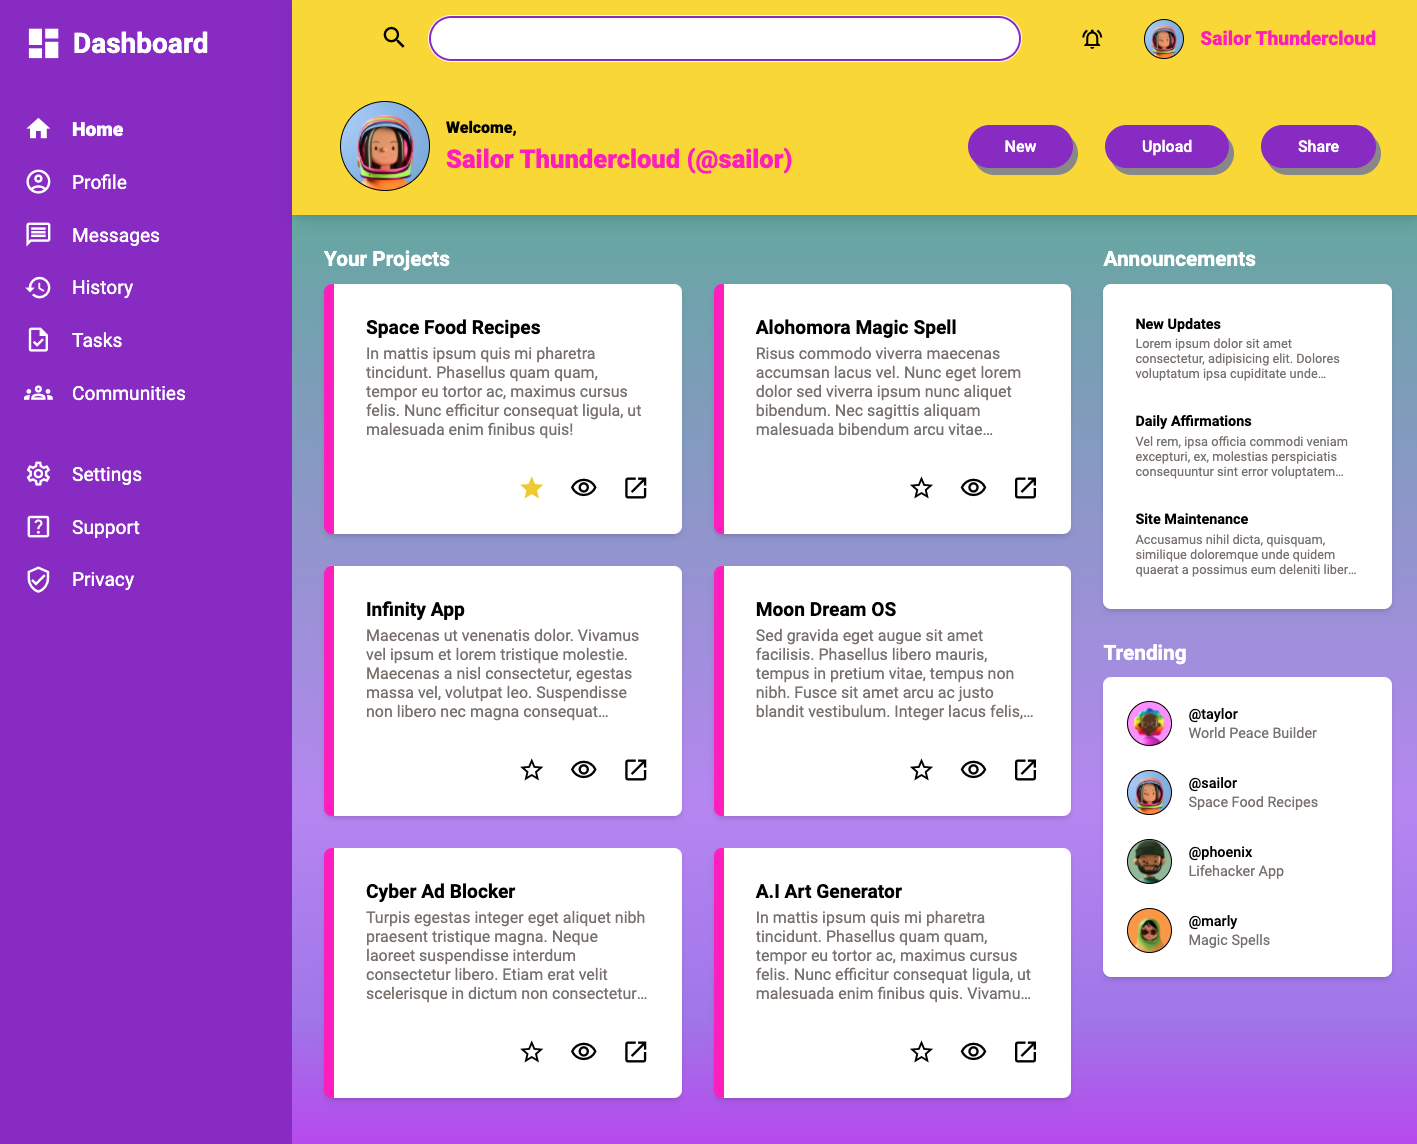 Dashboard
Home
Profile
Messages
History
Tasks
Communities
Settings
Support
Privacy
Sailor Thundercloud
Welcome,
Sailor Thundercloud (@sailor)
New
Upload
Share
Your Projects
Space Food Recipes
In mattis ipsum quis mi pharetra
tincidunt. Phasellus quam quam,
tempor eu tortor ac, maximus cursus
felis. Nunc efficitur consequat ligula, ut
malesuada enim finibus quis!
Alohomora Magic Spell
Risus commodo viverra maecenas
accumsan lacus vel. Nunc eget lorem
dolor sed viverra ipsum nunc aliquet
bibendum. Nec sagittis aliquam
malesuada bibendum arcu vitae…
Infinity App
Maecenas ut venenatis dolor. Vivamus
vel ipsum et lorem tristique molestie.
Maecenas a nisl consectetur, egestas
massa vel, volutpat leo. Suspendisse
non libero nec magna consequat…
Moon Dream OS
Sed gravida eget augue sit amet
facilisis. Phasellus libero mauris,
tempus in pretium vitae, tempus non
nibh. Fusce sit amet arcu ac justo
blandit vestibulum. Integer lacus felis,…
Cyber Ad Blocker
Turpis egestas integer eget aliquet nibh
praesent tristique magna. Neque
laoreet suspendisse interdum
consectetur libero. Etiam erat velit
scelerisque in dictum non consectetur…
A.I Art Generator
In mattis ipsum quis mi pharetra
tincidunt. Phasellus quam quam,
tempor eu tortor ac, maximus cursus
felis. Nunc efficitur consequat ligula, ut
malesuada enim finibus quis. Vivamu…
Announcements
New Updates
Lorem ipsum dolor sit amet
consectetur, adipisicing elit. Dolores
voluptatum ipsa cupiditate unde…
Daily Affirmations
Vel rem, ipsa officia commodi veniam
excepturi, ex, molestias perspiciatis
consequuntur sint error voluptatem…
Site Maintenance
Accusamus nihil dicta, quisquam,
similique doloremque unde quidem
quaerat a possimus eum deleniti liber…
Trending
@taylor
World Peace Builder
@sailor
Space Food Recipes
@phoenix
Lifehacker App
@marly
Magic Spells